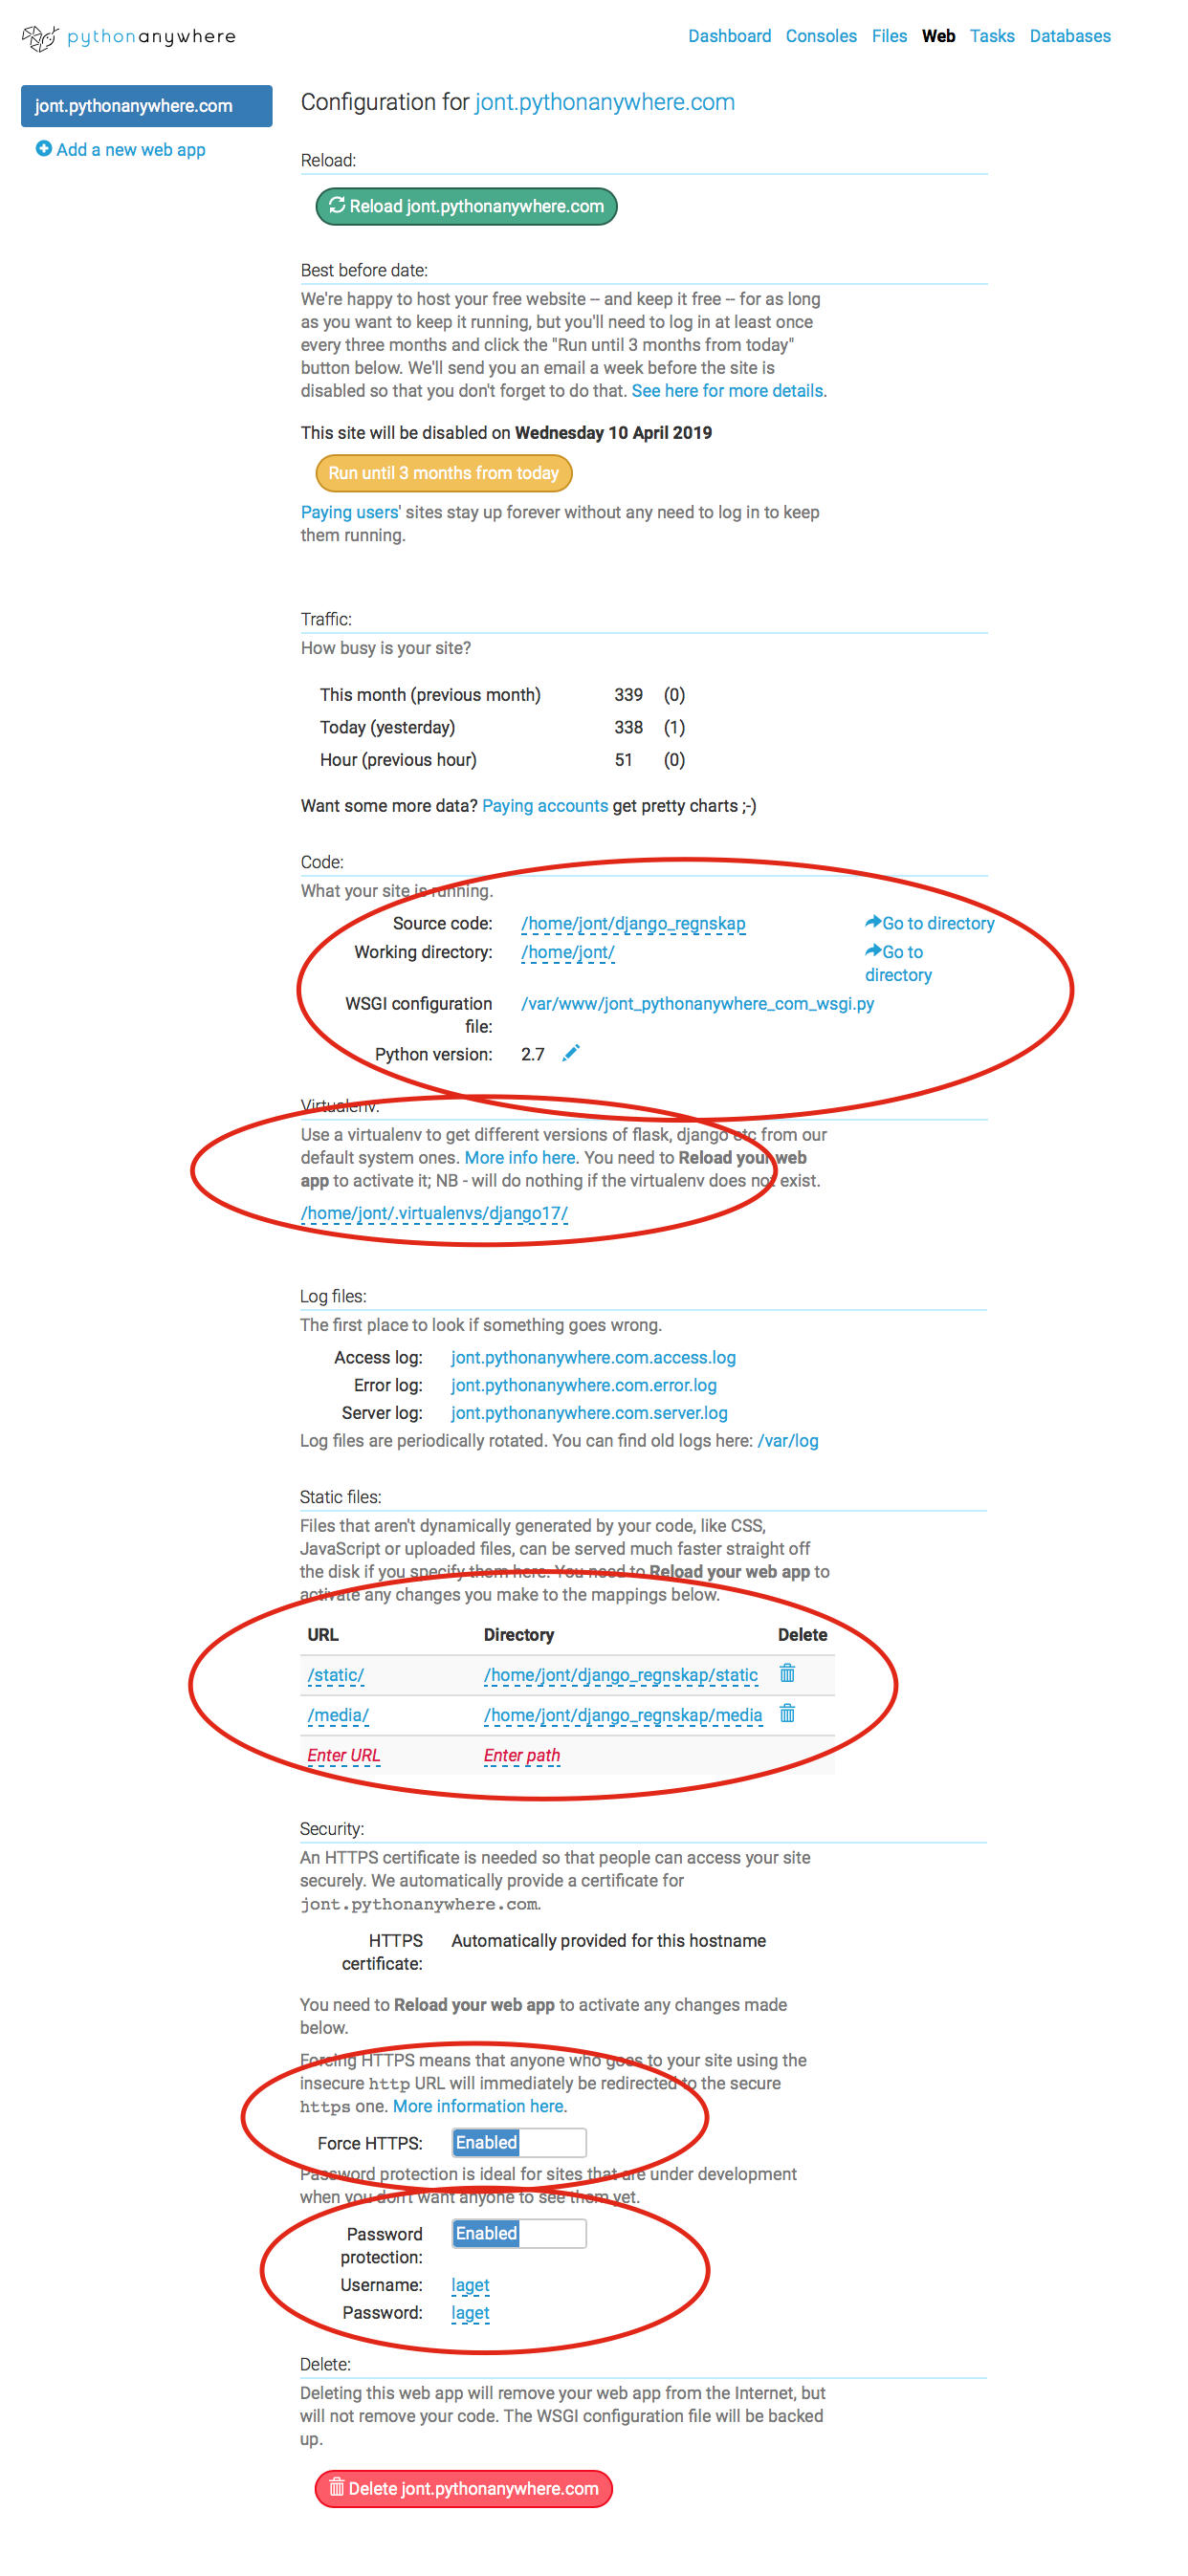 pythonanywhere
Dashboard Consoles Files Web Tasks Databases
jont.pythonanywhere.com
Add a new web app
Configuration for jont.pythonanywhere.com
Reload:
Reload jont.pythonanywhere.com
Best before date:
We're happy to host your free website -- and keep it free -- for as long
as you want to keep it running, but you'll need to log in at least once
every three months and click the "Run until 3 months from today"
button below. We'll send you an email a week before the site is
disabled so that you don't forget to do that. See here for more details.
This site will be disabled on Wednesday 10 April 2019
Run until 3 months from today
Paying users' sites stay up forever without any need to log in to keep
them running.
Traffic:
How busy is your site?
This month (previous month) 339 (0)
Today (yesterday) 338 (1)
Hour (previous hour) 51 (0)
Want some more data? Paying accounts get pretty charts ;-)
Code:
What your site is running.
Source code: /home/jont/django_regnskap Go to directory
Working directory: /home/jont/ Go to
directory
WSGI configuration /var/www/jont_pythonanywhere_com_wsgi.py
file:
Python version: 2.7
Virtualenv:
Use a virtualenv to get different versions of flask, django etc from our
default system ones. More info here. You need to Reload your web
app to activate it; NB - will do nothing if the virtualenv does not exist.
/home/jont/.virtualenvs/django17/
Log files:
The first place to look if something goes wrong.
Access log: jont.pythonanywhere.com.access.log
Error log: jont.pythonanywhere.com.error.log
Server log: jont.pythonanywhere.com.server.log
Log files are periodically rotated. You can find old logs here: /var/log
Static files:
Files that aren't dynamically generated by your code, like CSS,
JavaScript or uploaded files, can be served much faster straight off
the disk if you specify them here. You need to Reload your web app to
activate any changes you make to the mappings below.
URL Directory Delete
/static/ /home/jont/django_regnskap/static
/media/ /home/jont/django_regnskap/media
Enter URL Enter path
Security:
An HTTPS certificate is needed so that people can access your site
securely. We automatically provide a certificate for
jont.pythonanywhere.com.
HTTPS Automatically provided for this hostname
certificate:
You need to Reload your web app to activate any changes made
below.
Forcing HTTPS means that anyone who goes to your site using the
insecure http URL will immediately be redirected to the secure
https one. More information here.
Force HTTPS: Enabled
Password protection is ideal for sites that are under development
when you don't want anyone to see them yet.
Password Enabled
protection:
Username: laget
Password: laget
Delete:
Deleting this web app will remove your web app from the Internet, but
will not remove your code. The WSGI configuration file will be backed
up.
Delete jont.pythonanywhere.com